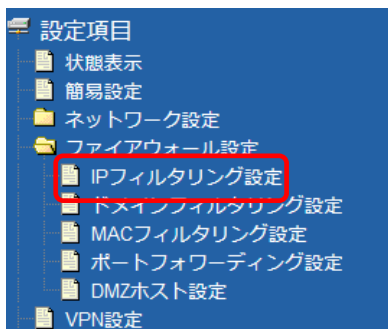 設定項目
状態表示
簡易設定
ネットワーク設定
ファイアウォール設定
IPフィルタリング設定
ドメインフィルタリング設定
MACフィルタリング設定
ポートフォワーディング設定
DMZホスト設定
VPN設定